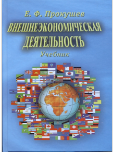 Е. Ф. Прокушев
ВНЕШНЕЭКОНОМИЧЕСКАЯ
ДЕЯТЕЛЬНОСТЬ
Учебник